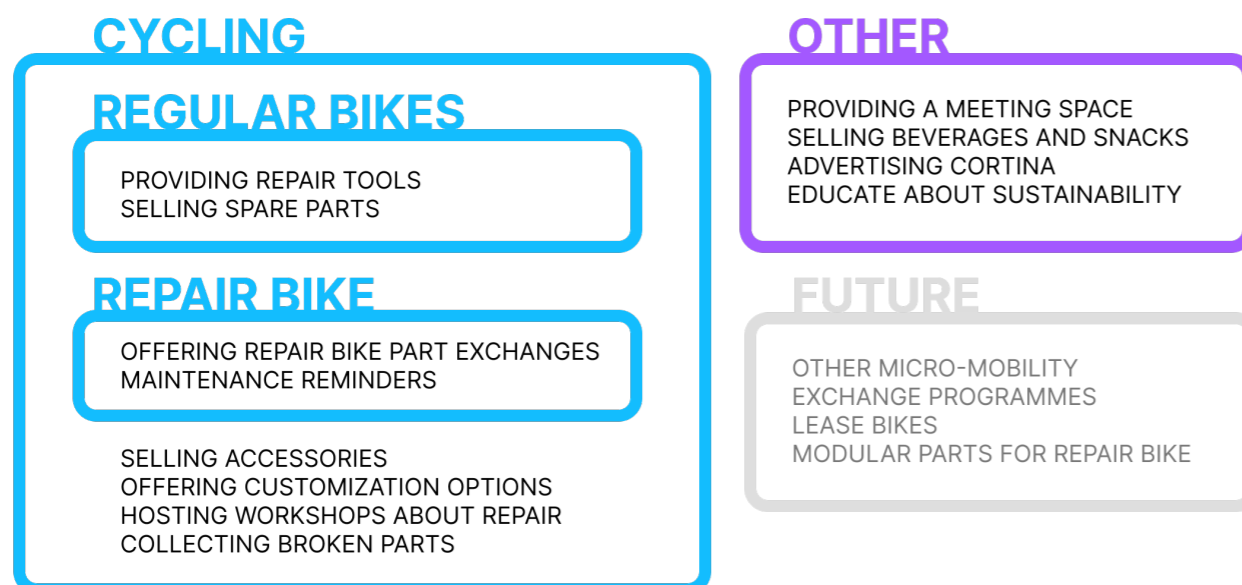 CYCLING
REGULAR BIKES
PROVIDING REPAIR TOOLS
SELLING SPARE PARTS
REPAIR BIKE
OFFERING REPAIR BIKE PART EXCHANGES
MAINTENANCE REMINDERS
SELLING ACCESSORIES
OFFERING CUSTOMIZATION OPTIONS
HOSTING WORKSHOPS ABOUT REPAIR
COLLECTING BROKEN PARTS
OTHER
PROVIDING A MEETING SPACE
SELLING BEVERAGES AND SNACKS
ADVERTISING CORTINA
EDUCATE ABOUT SUSTAINABILITY
FUTURE
OTHER MICRO-MOBILITY
EXCHANGE PROGRAMMES
LEASE BIKES
MODULAR PARTS FOR REPAIR BIKE